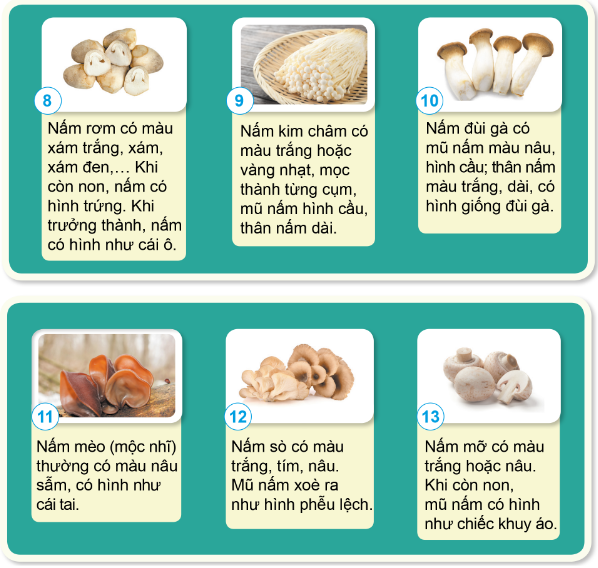 8
Nấm rơm có màu
xám trắng, xám,
xám đen,... Khi
còn non, nấm có
hình trứng. Khi
trưởng thành, nấm
có hình như cái ô.
9
Nấm kim châm có
màu trắng hoặc
vàng nhạt, mọc
thành từng cụm,
mũ nấm hình cầu,
thân nấm dài.
10
Nấm đùi gà có
mũ nấm màu nâu,
hình cầu; thân nấm
màu trắng, dài, có
hình giống đùi gà.
11
Nấm mèo (mộc nhĩ)
thường có màu nâu
sẫm, có hình như
cái tai.
12
Nấm sò có màu
trắng, tím, nâu.
Mũ nấm xoè ra
như hình phễu lệch.
13
Nấm mỡ có màu
trắng hoặc nâu.
Khi còn non,
mũ nấm có hình
như chiếc khuy áo.